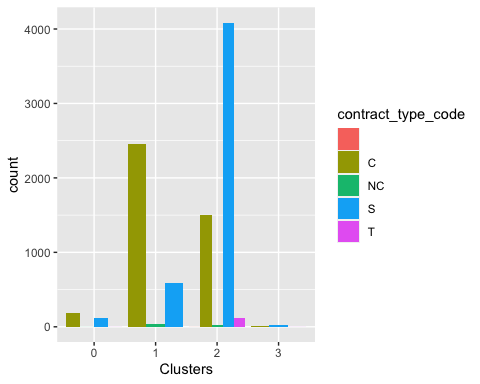 4000
3000
2000
1000
0
count
0 1 2 3
Clusters
contract_type_code
C
NC
S
T